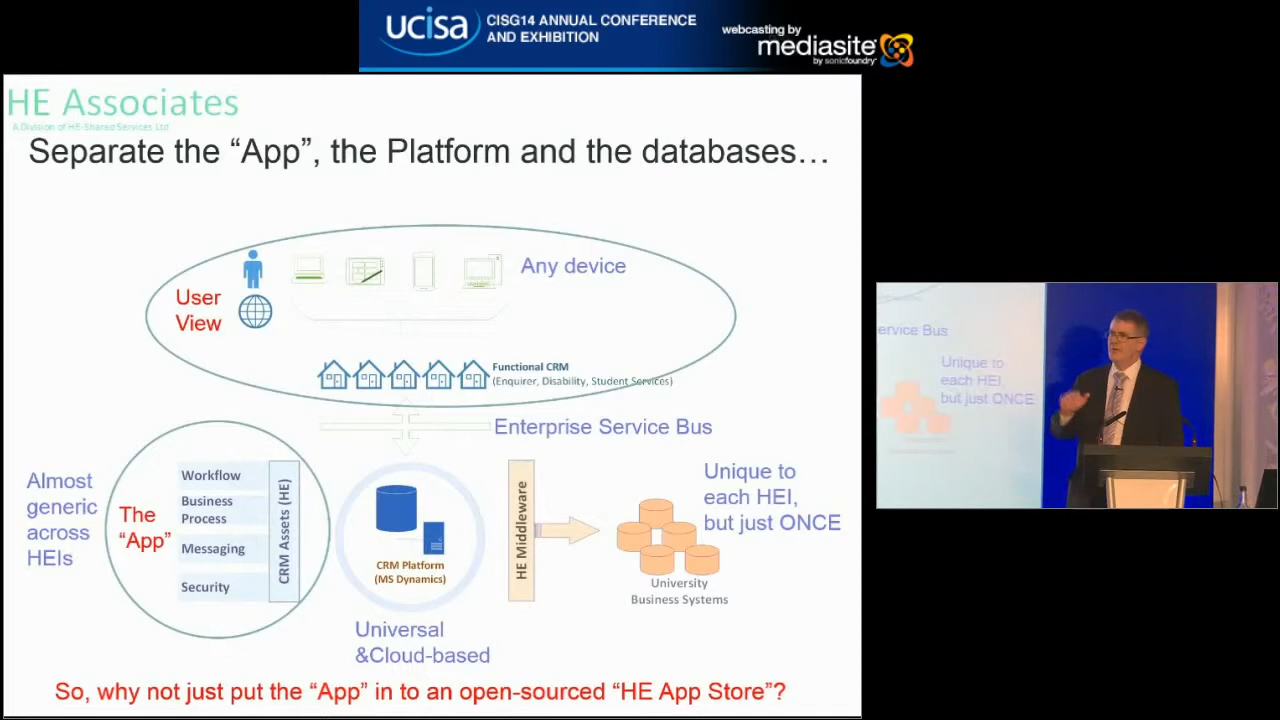 ucisa
CISG14 ANNUAL CONFERENCE
AND EXHIBITION
webcasting by
mediasite
by sonicfoundry
HE Associates
A Division of HE-Shared Services Ltd
Separate the “App”, the Platform and the databases…
Any device
User
View
Functional CRM
(Enquirer, Disability, Student Services)
Enterprise Service Bus
Almost
generic
across
HEIs
The
“App”
Workflow
Business
Process
Messaging
Security
CRM Assets (HE)
CRM Platform
(MS Dynamics)
Universal
&Cloud-based
HE Middleware
Unique to
each HEI,
but just ONCE
University
Business Systems
So, why not just put the “App” in to an open-sourced “HE App Store”?
ervice Bus
Unique to
each HEI,
but just ONCE